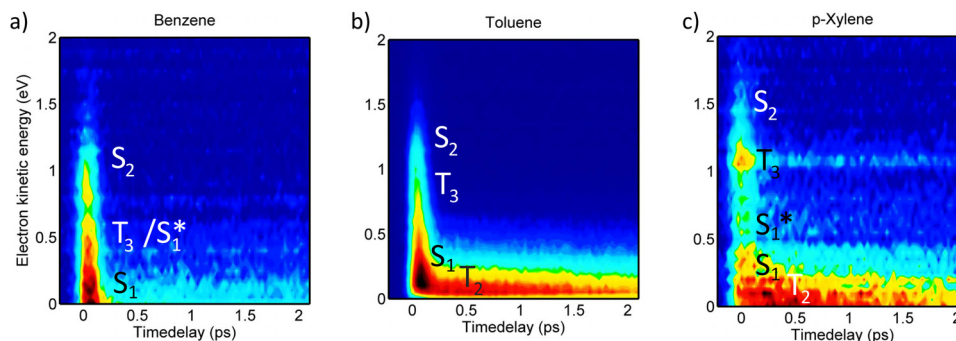 a)
Benzene
Electron kinetic energy (eV)
2
1.5
1
0.5
0
S2
T3 /S1*
S1
0 0.5 1 1.5 2
Timedelay (ps)
b)
Toluene
2
1.5
1
0.5
0
S2
T3
S1
T2
0 0.5 1 1.5 2
Timedelay (ps)
c)
p-Xylene
2
1.5
1
0.5
0
S2
T3
S1*
S1
T2
0 0.5 1 1.5 2
Timedelay (ps)